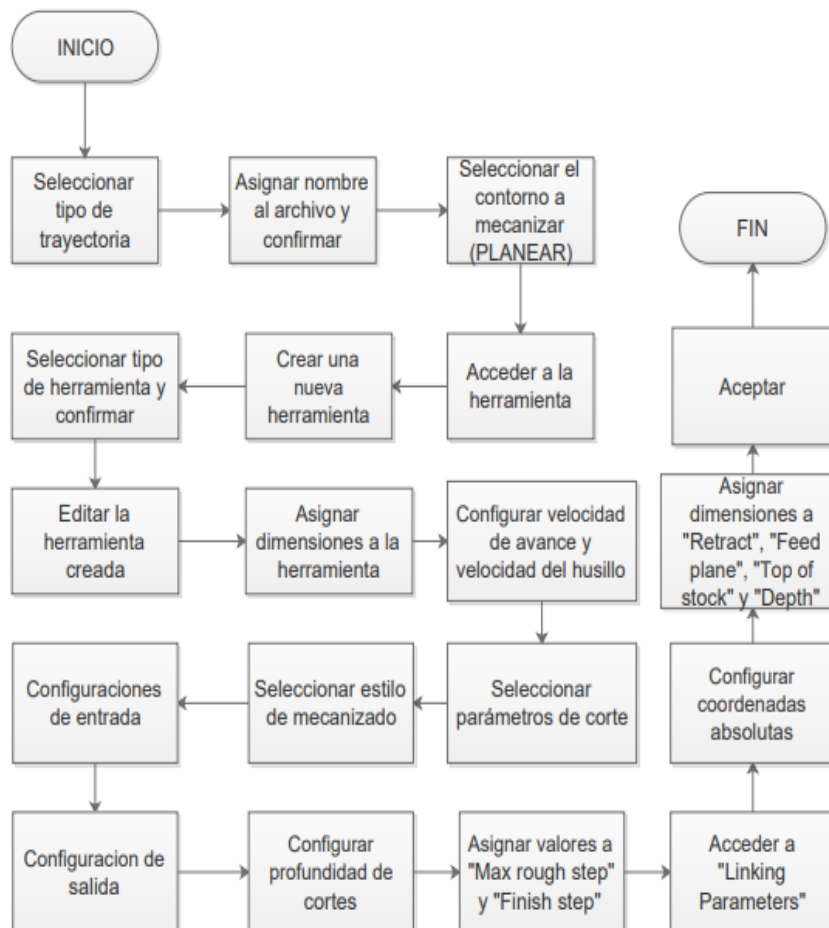 INICIO
Seleccionar
tipo de
trayectoria
Asignar nombre
al archivo y
confirmar
Seleccionar el
contorno a
mecanizar
(PLANEAR)
Acceder a la
herramienta
Crear una
nueva
herramienta
Seleccionar tipo
de herramienta y
confirmar
Editar la
herramienta
creada
Asignar
dimensiones a la
herramienta
Configurar velocidad
de avance y
velocidad del husillo
Seleccionar
parámetros de corte
Seleccionar estilo
de mecanizado
Configuraciones
de entrada
Configuracion de
salida
Configurar
profundidad de
cortes
Asignar valores a
"Max rough step"
y "Finish step"
Acceder a
"Linking
Parameters"
Configurar
coordenadas
absolutas
Asignar
dimensiones a
"Retract", "Feed
plane", "Top of
stock" y "Depth"
Aceptar
FIN